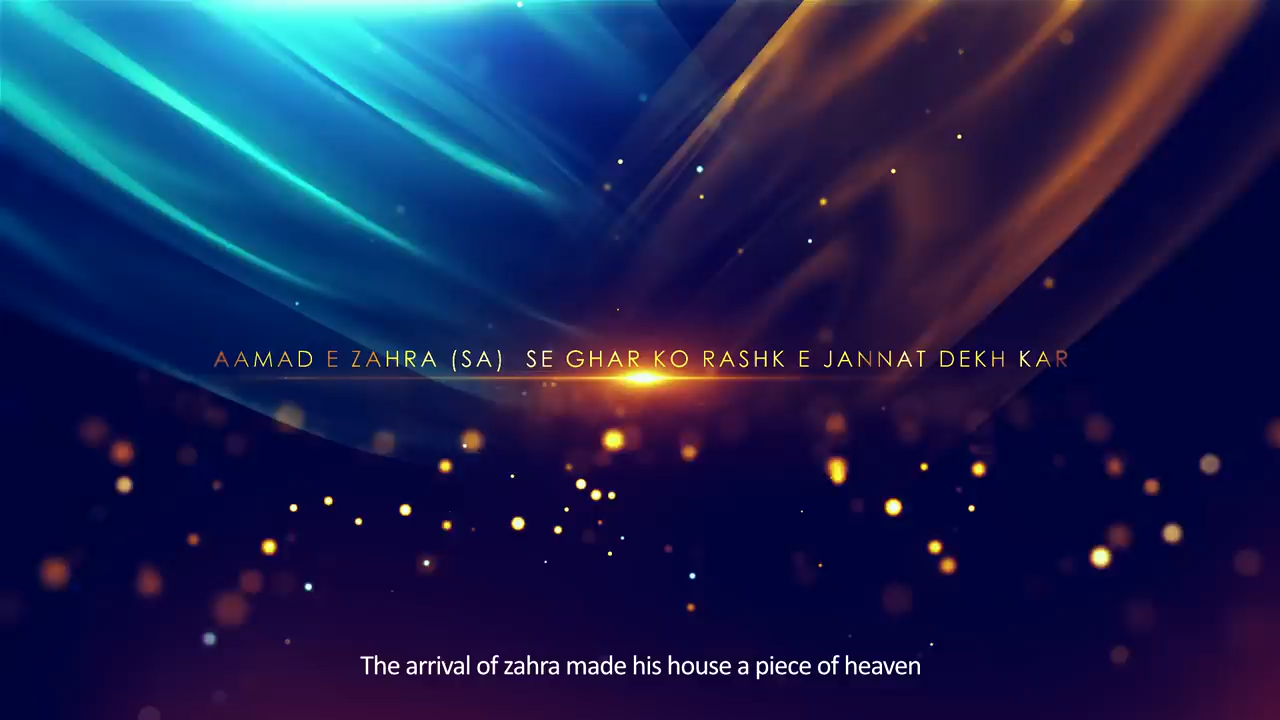 AAMAD E ZAHRA (SA) SE GHAR KO RASHK E JANNAT DEKH KAR
The arrival of zahra made his house a piece of heaven